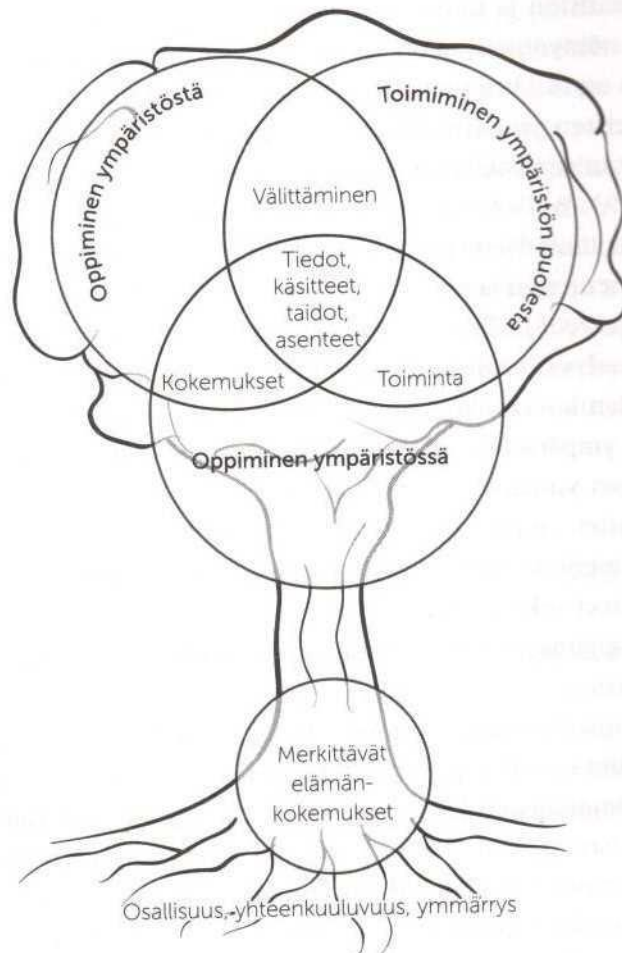 Oppiminen ympäristöstä
Toimiminen ympäristön puolesta
Välittäminen
Tiedot,
käsitteet,
taidot,
asenteet
Kokemukset
Toiminta
Oppiminen ympäristössä
Merkittävät
elämän-
kokemukset
Osallisuus, yhteenkuuluvuus, ymmärrys